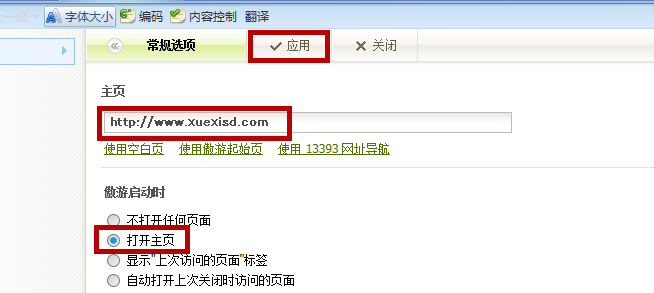 字体大小 编码 内容控制 翻译
常规选项 应用 关闭
主页
http://www.xuexisd.com
使用空白页 使用傲游起始页 使用 13393 网址导航
傲游启动时
不打开任何页面
打开主页
显示"上次访问的页面"标签
自动打开上次关闭时访问的页面